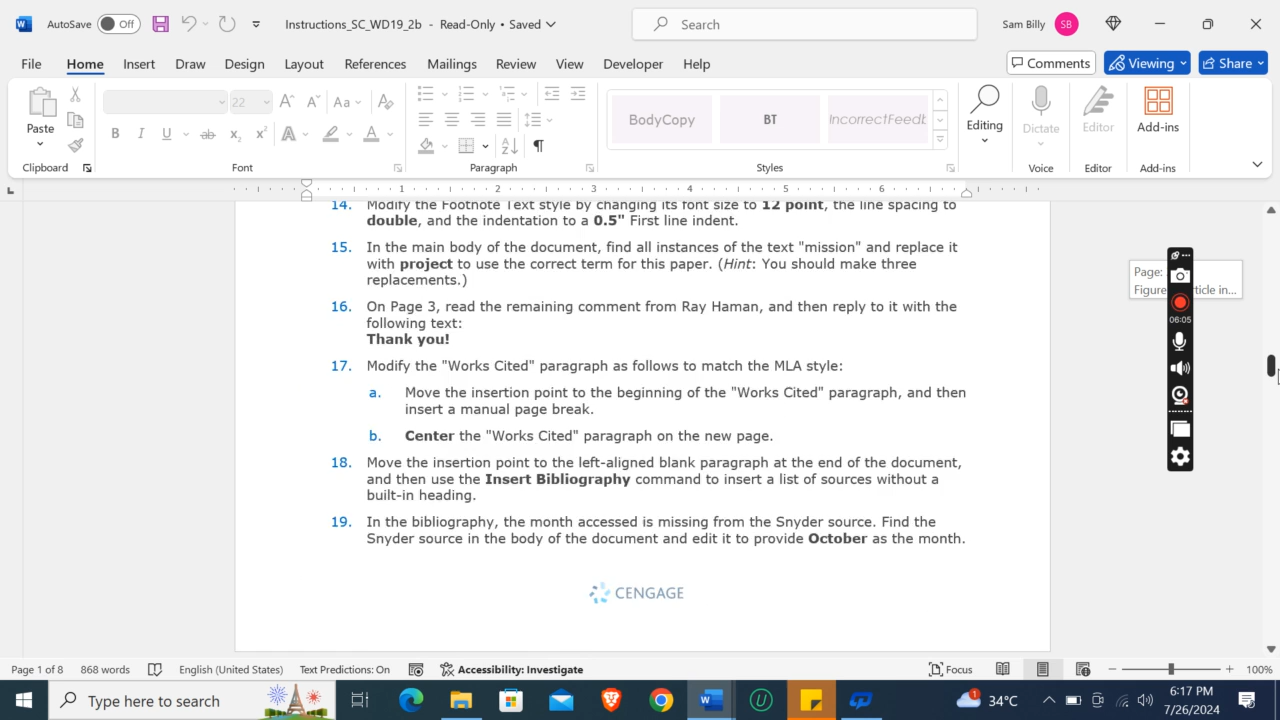 AutoSave Off Instructions_SC_WD19_2b - Read-Only • Saved Search Sam Billy SB
File Home Insert Draw Design Layout References Mailings Review View Developer Help Comments Viewing Share
22 Aa BodyCopy BT IncorrectFeedb
Paste Editing Dictate Editor Add-ins
Clipboard Font Paragraph Styles Voice Editor Add-ins
1 2 3 4 5 6
14. Modify the Footnote Text style by changing its font size to 12 point, the line spacing to
double, and the indentation to a 0.5" First line indent.
15. In the main body of the document, find all instances of the text "mission" and replace it
with project to use the correct term for this paper. (Hint: You should make three
replacements.)
16. On Page 3, read the remaining comment from Ray Haman, and then reply to it with the
following text:
Thank you!
17. Modify the "Works Cited" paragraph as follows to match the MLA style:
a. Move the insertion point to the beginning of the "Works Cited" paragraph, and then
insert a manual page break.
b. Center the "Works Cited" paragraph on the new page.
18. Move the insertion point to the left-aligned blank paragraph at the end of the document,
and then use the Insert Bibliography command to insert a list of sources without a
built-in heading.
19. In the bibliography, the month accessed is missing from the Snyder source. Find the
Snyder source in the body of the document and edit it to provide October as the month.
CENGAGE
Page:
Figure
ticle in...
06:05
Page 1 of 8 868 words English (United States) Text Predictions: On Accessibility: Investigate Focus 100%
Type here to search 1 34°C 6:17 PM
7/26/2024